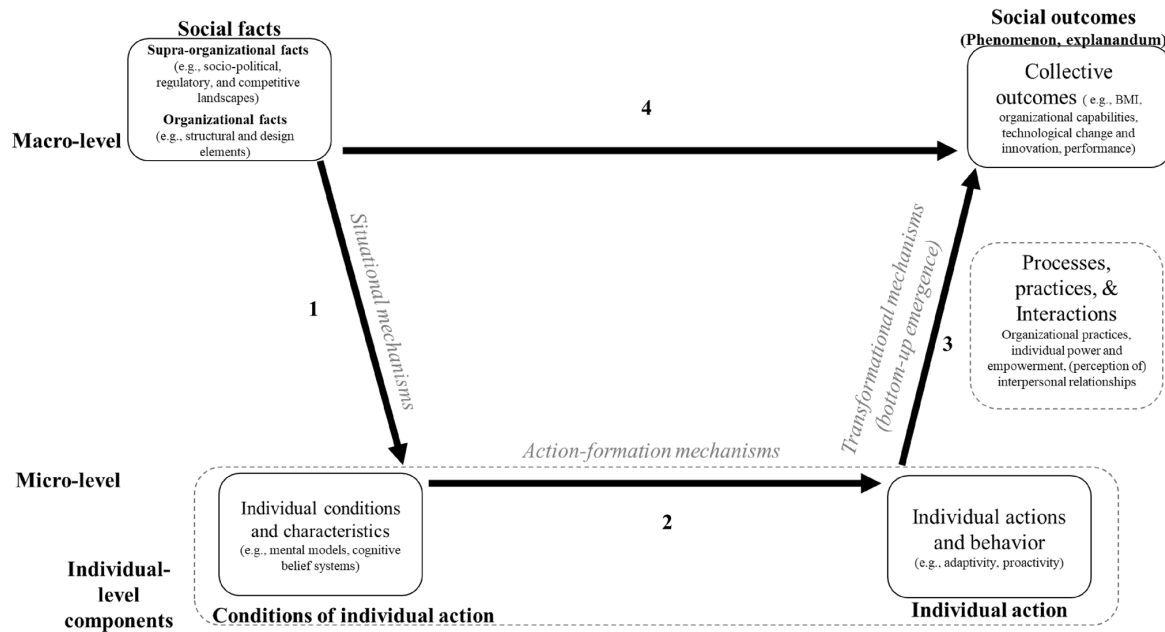 Social facts
Supra-organizational facts
(e.g., socio-political,
regulatory, and competitive
landscapes)
Organizational facts
(e.g., structural and design
elements)
Social outcomes
(Phenomenon, explanandum)
Collective
outcomes ( e.g., BMI,
organizational capabilities,
technological change and
innovation, performance)
Macro-level
4
Situational mechanisms
1
Transformational mechanisms
(bottom-up emergence)
3
Processes,
practices, &
Interactions
Organizational practices,
individual power and
empowerment, (perception of)
interpersonal relationships
Action-formation mechanisms
2
Micro-level
Individual conditions
and characteristics
(e.g., mental models, cognitive
belief systems)
Individual actions
and behavior
(e.g., adaptivity, proactivity)
Individual-
level
components
Conditions of individual action
Individual action